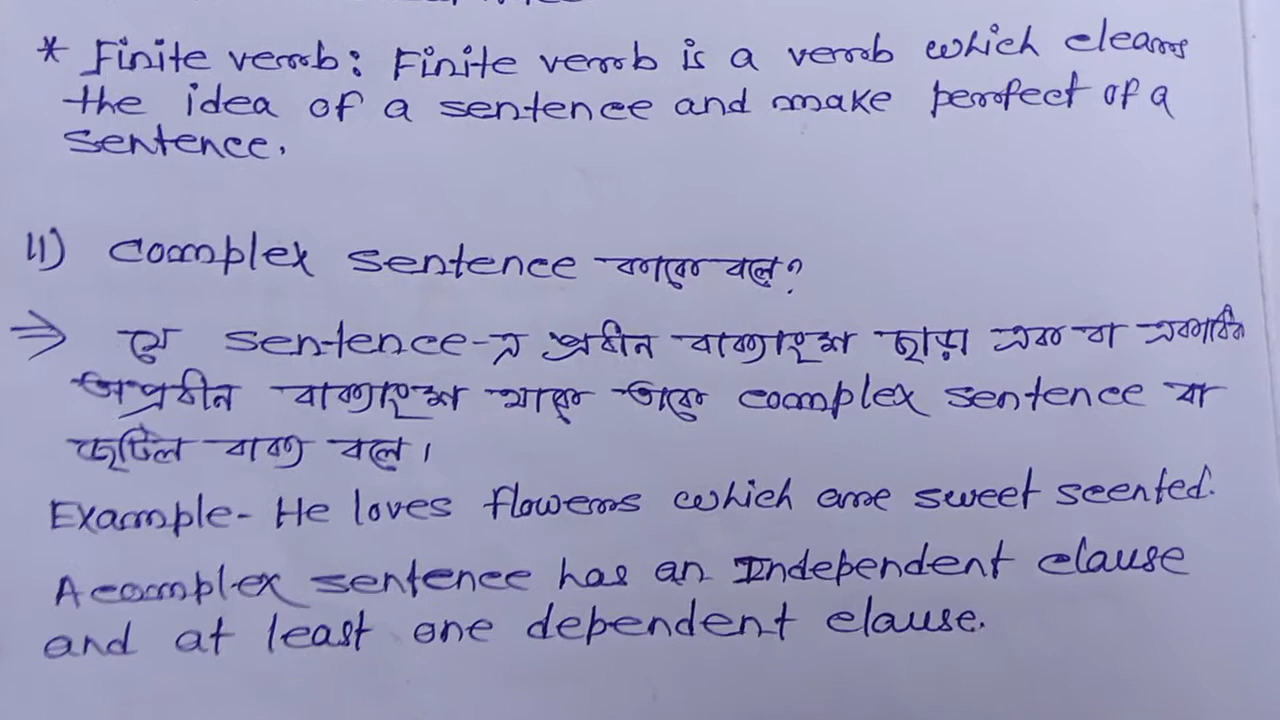 * Finite verb: Finite verb is a verb which clears
the idea of a sentence and make perfect of a
sentence.
11) complex sentence কাকে বলে?
⇒ যে sentence-এ প্রধান বাক্যাংশ ছাড়া এক বা একাধিক
অপ্রধান বাক্যাংশ থাকে তাকে complex sentence বা
জটিল বাক্য বলে।
Example- He loves flowers which are sweet scented.
A complex sentence has an Independent clause
and at least one dependent clause.